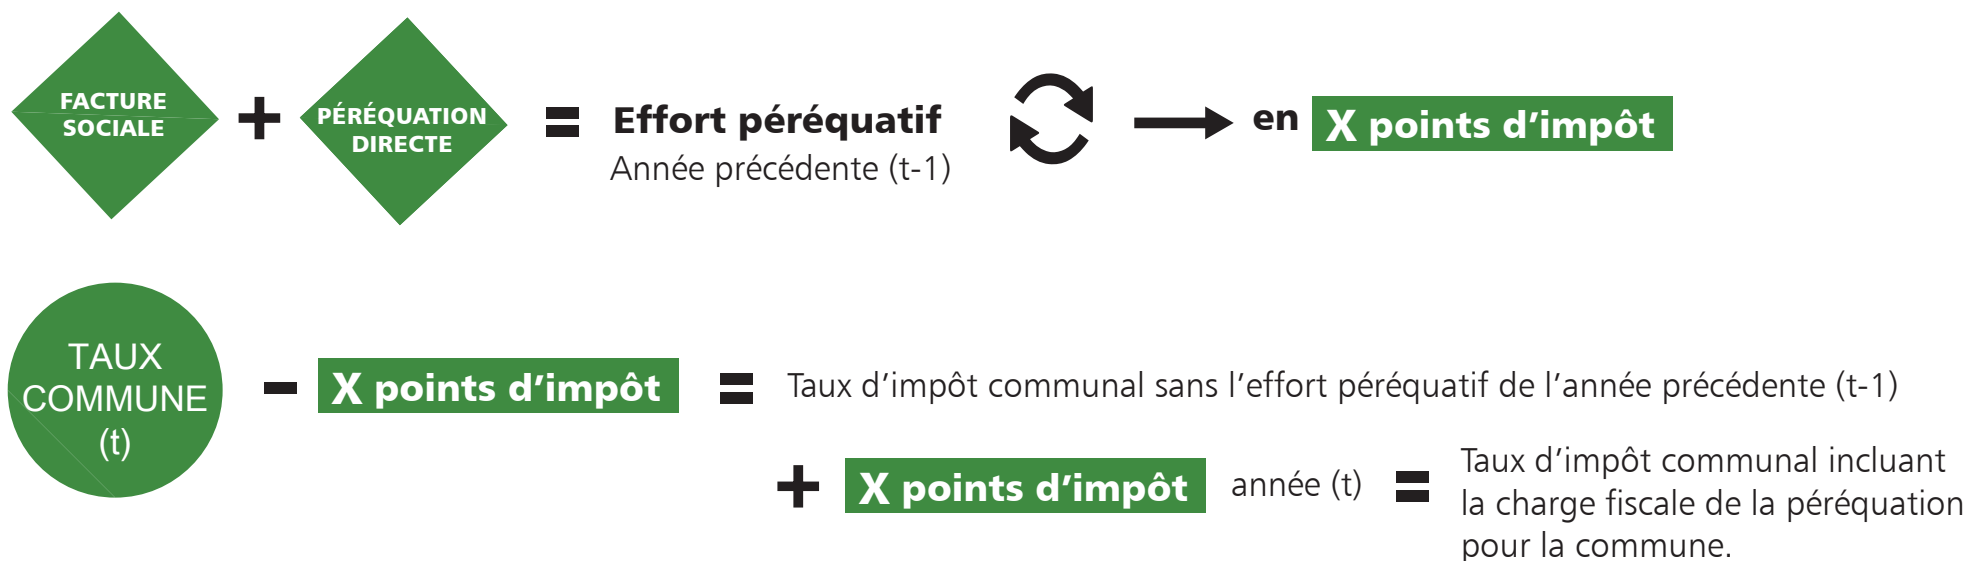 FACTURE
SOCIALE
+
PÉRÉQUATION
DIRECTE
=
Effort péréquatif
Année précédente (t-1)
en
X points d’impôt
TAUX
COMMUNE
(t)
–
X points d’impôt
=
Taux d’impôt communal sans l’effort péréquatif de l’année précédente (t-1)
+
X points d’impôt
année (t)
=
Taux d’impôt communal incluant
la charge fiscale de la péréquation
pour la commune.